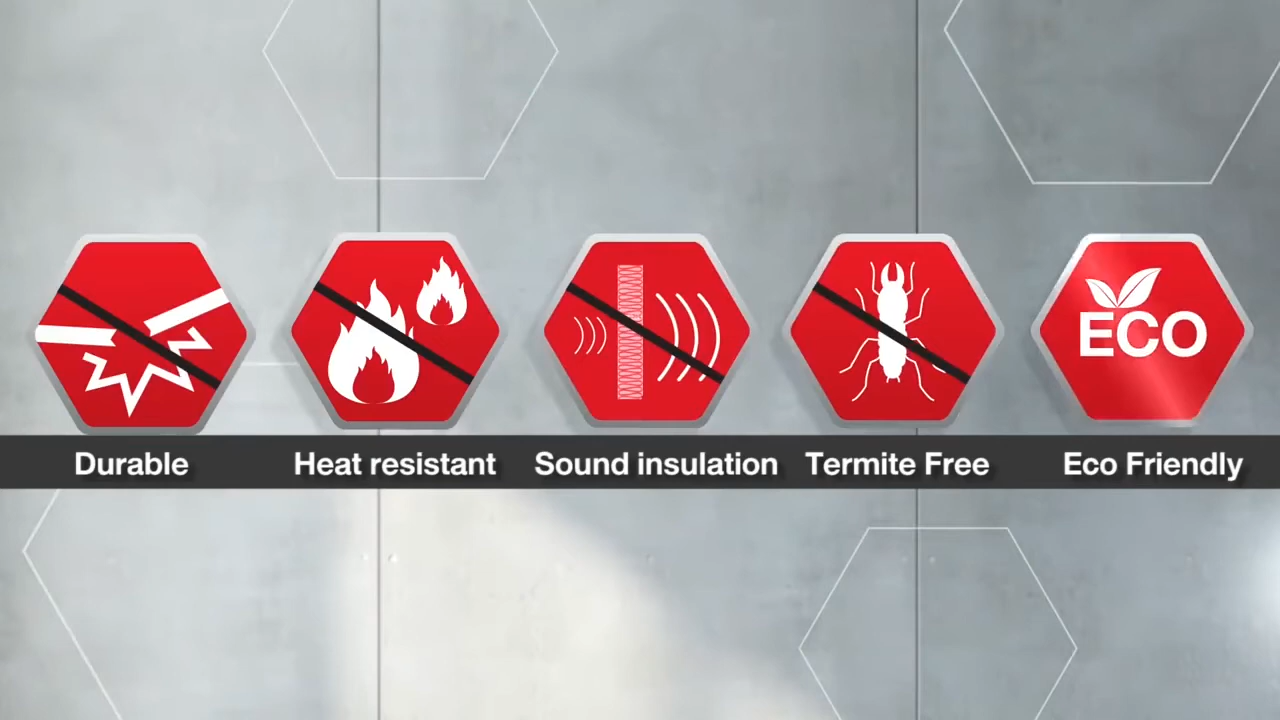 ECO
Durable
Heat resistant
Sound insulation
Termite Free
Eco Friendly